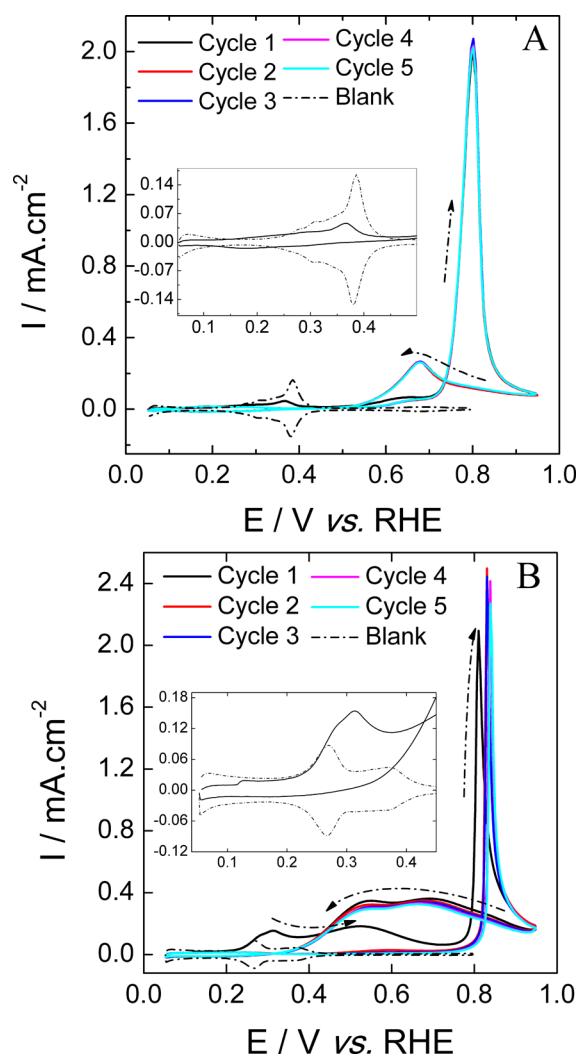 A
Cycle 1 Cycle 4
Cycle 2 Cycle 5
Cycle 3 Blank
2.0
1.6
1.2
0.8
0.4
0.0
I / mA.cm-2
0.14
0.07
0.00
-0.07
-0.14
0.1 0.2 0.3 0.4
0.0 0.2 0.4 0.6 0.8 1.0
E / V vs. RHE
B
Cycle 1 Cycle 4
Cycle 2 Cycle 5
Cycle 3 Blank
2.4
2.0
1.6
1.2
0.8
0.4
0.0
I / mA.cm-2
0.18
0.12
0.06
0.00
-0.06
-0.12
0.1 0.2 0.3 0.4
0.0 0.2 0.4 0.6 0.8 1.0
E / V vs. RHE